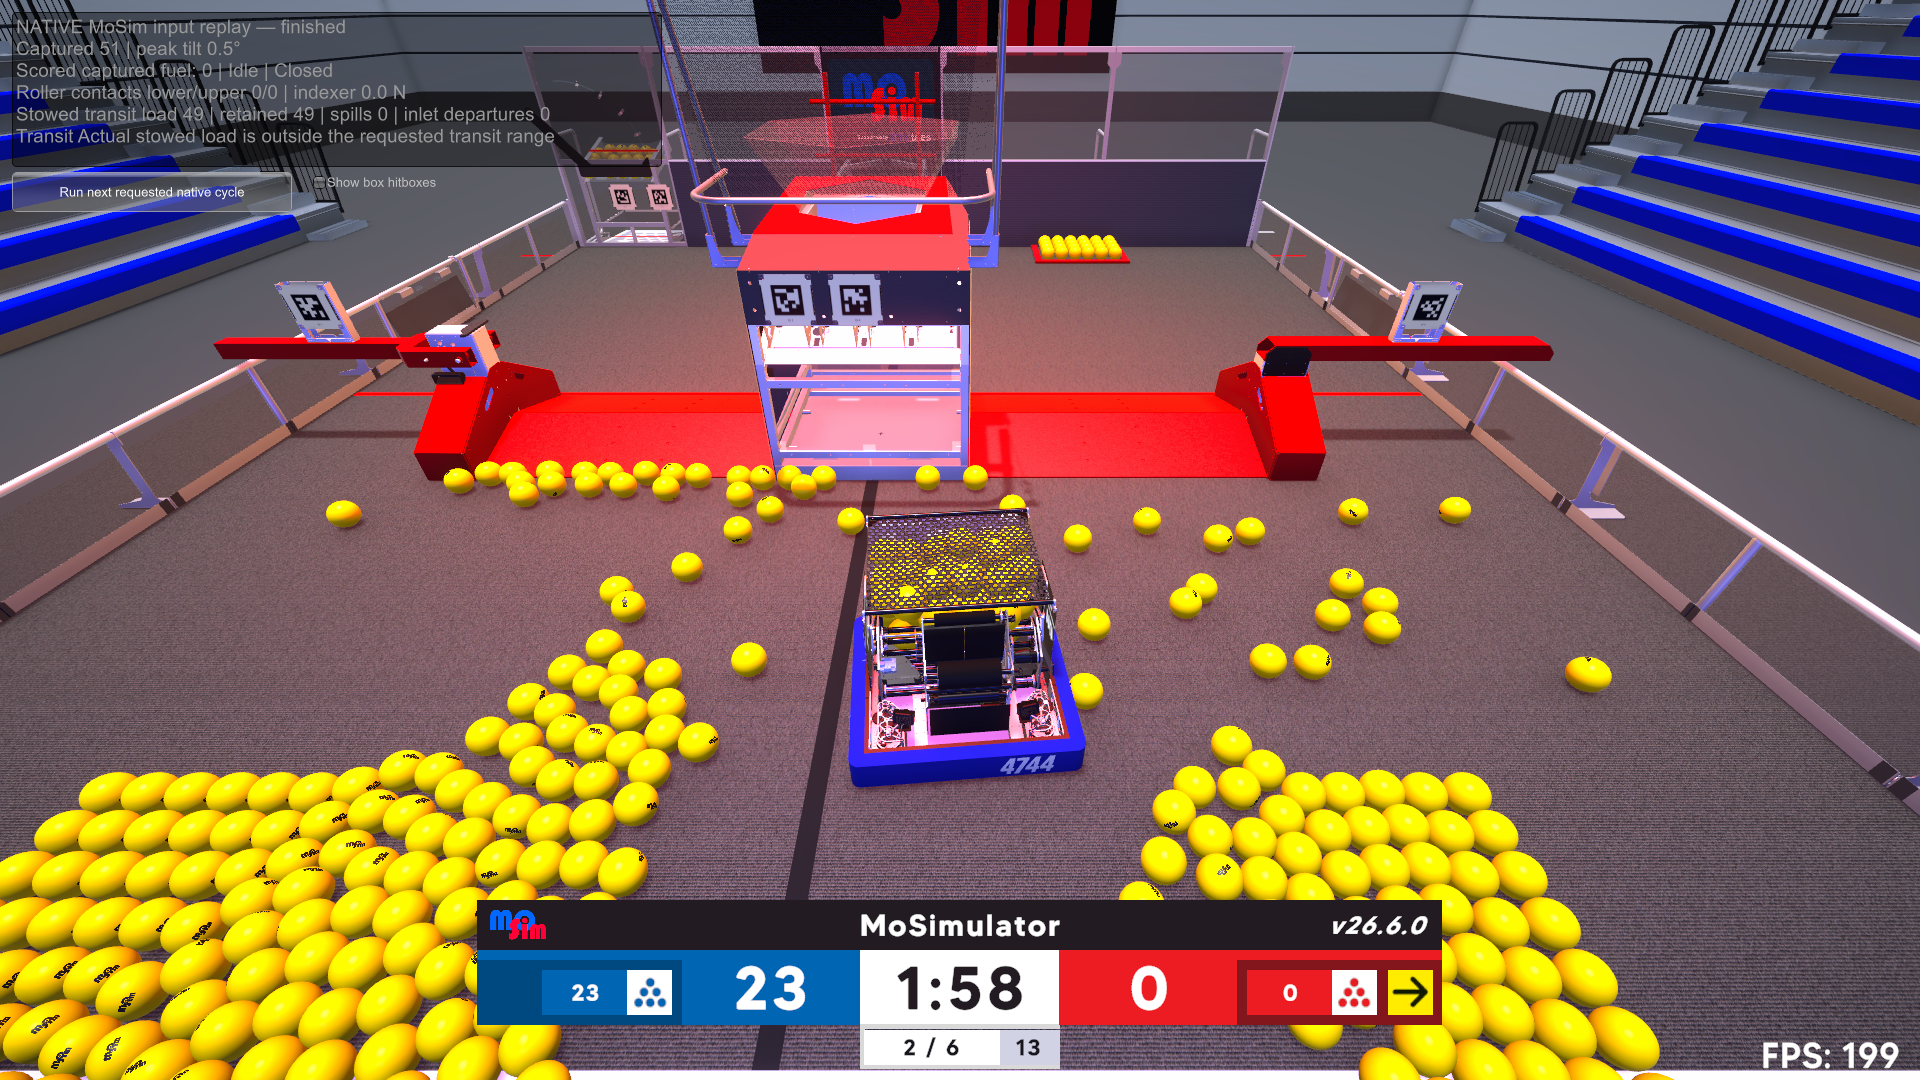 NATIVE MoSim input replay — finished
Captured 51 | peak tilt 0.5°
Scored captured fuel: 0 | Idle | Closed
Roller contacts lower/upper 0/0 | indexer 0.0 N
Stowed transit load 49 | retained 49 | spills 0 | inlet departures 0
Transit Actual stowed load is outside the requested transit range
Run next requested native cycle
Show box hitboxes
4744
mosim
MoSimulator
v26.6.0
23
23
1:58
0
0
2 / 6
13
FPS: 199